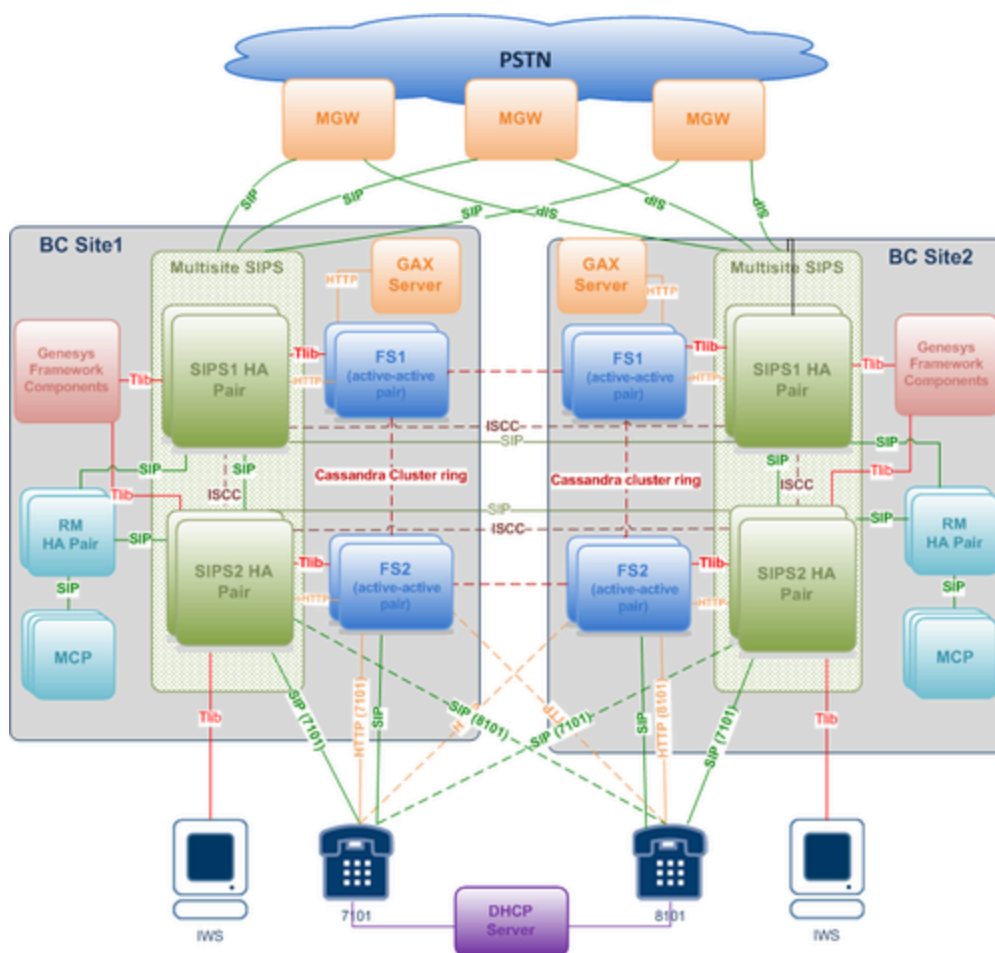 PSTN
MGW
MGW
MGW
SIP
SIP
SIP
SIP
SIP
SIP
BC Site1
Multisite SIPS
GAX
Server
HTTP
Genesys
Framework
Components
Tlib
SIPS1 HA
Pair
Tlib
HTTP
FS1
(active-active
pair)
BC Site2
GAX
Server
HTTP
Multisite SIPS
FS1
(active-active
pair)
Tlib
HTTP
SIPS1 HA
Pair
Tlib
Genesys
Framework
Components
ISCC
SIP
SIP
SIP
ISCC
Tlib
Cassandra Cluster ring
Cassandra cluster ring
SIP
ISCC
Tlib
SIP
ISCC
RM
HA Pair
SIP
SIPS2 HA
Pair
Tlib
HTTP
FS2
(active-active
pair)
FS2
(active-active
pair)
Tlib
HTTP
SIPS2 HA
Pair
SIP
RM
HA Pair
SIP
MCP
SIP
MCP
Tlib
SIP (7101)
HTTP (7101)
SIP
H
SIP (8101)
HTTP
SIP (7101)
SIP
HTTP (8101)
SIP (7101)
Tlib
IWS
7101
DHCP
Server
8101
IWS